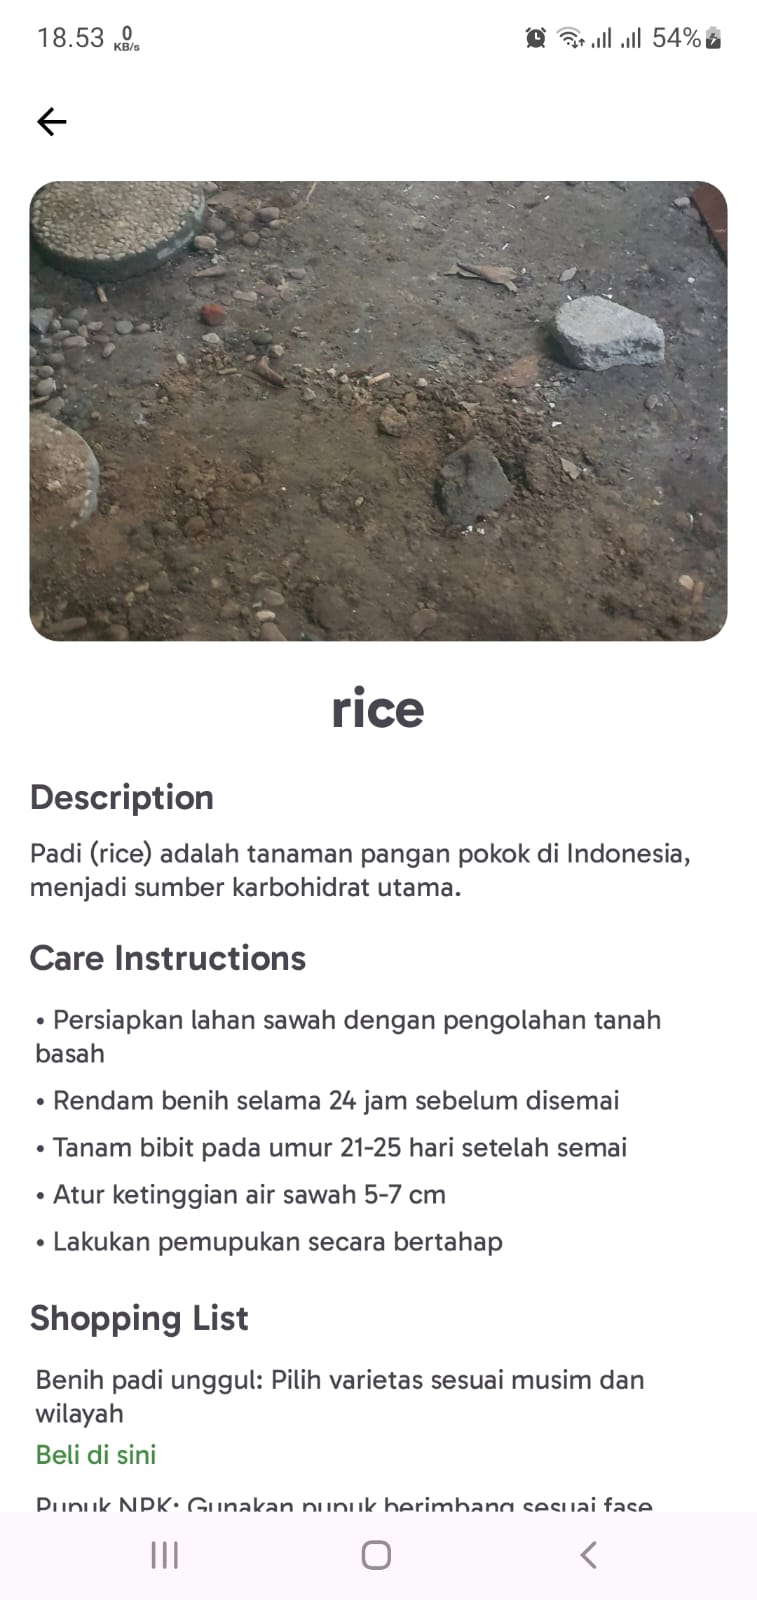 18.53 0 KB/s 54%
rice
Description
Padi (rice) adalah tanaman pangan pokok di Indonesia,
menjadi sumber karbohidrat utama.
Care Instructions
• Persiapkan lahan sawah dengan pengolahan tanah
basah
• Rendam benih selama 24 jam sebelum disemai
• Tanam bibit pada umur 21-25 hari setelah semai
• Atur ketinggian air sawah 5-7 cm
• Lakukan pemupukan secara bertahap
Shopping List
Benih padi unggul: Pilih varietas sesuai musim dan
wilayah
Beli di sini
Pupuk NPK: Gunakan pupuk berimbang sesuai fase